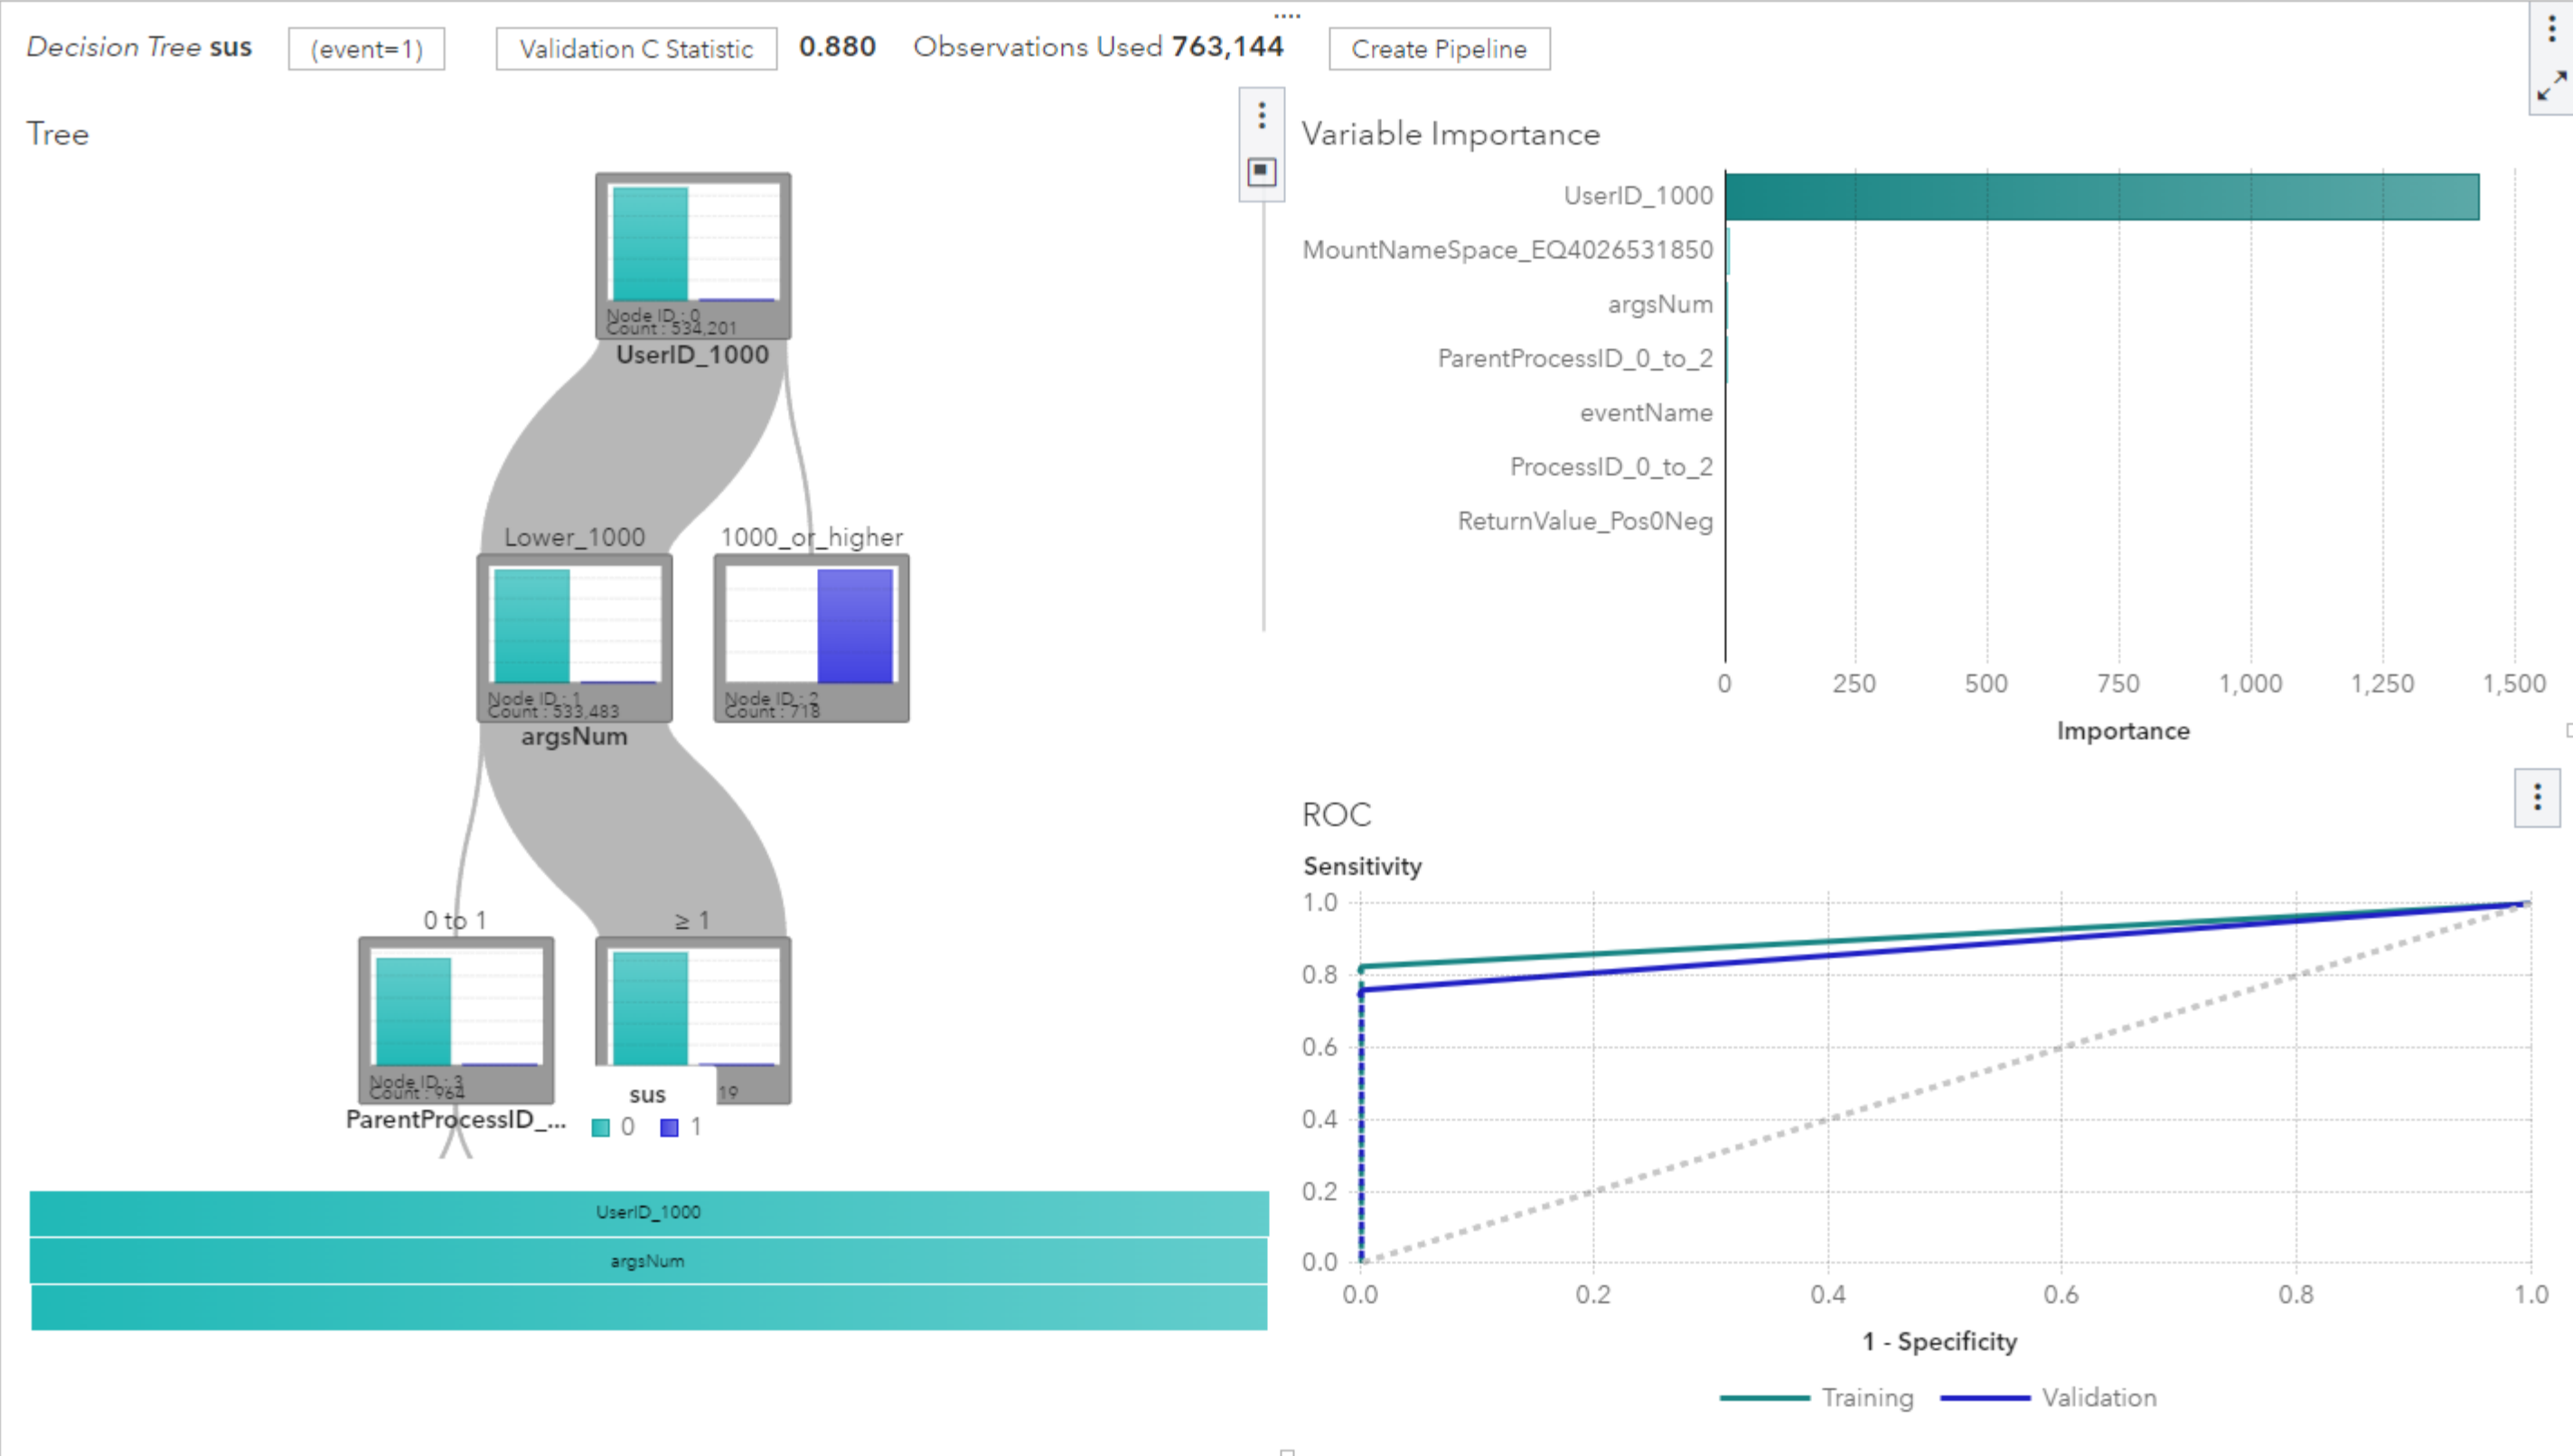 Decision Tree sus (event=1) Validation C Statistic 0.880 Observations Used 763,144 Create Pipeline
Tree
Node ID : 0
Count : 534,201
UserID_1000
Lower_1000 1000_or_higher
Node ID : 1
Count : 533,483
Node ID : 2
Count : 718
argsNum
0 to 1 ≥ 1
Node ID : 3
Count : 964
19
ParentProcessID_...
sus
0 1
UserID_1000
argsNum
Variable Importance
UserID_1000
MountNameSpace_EQ4026531850
argsNum
ParentProcessID_0_to_2
eventName
ProcessID_0_to_2
ReturnValue_Pos0Neg
0 250 500 750 1,000 1,250 1,500
Importance
ROC
Sensitivity
1.0
0.8
0.6
0.4
0.2
0.0
0.0 0.2 0.4 0.6 0.8 1.0
1 - Specificity
Training Validation